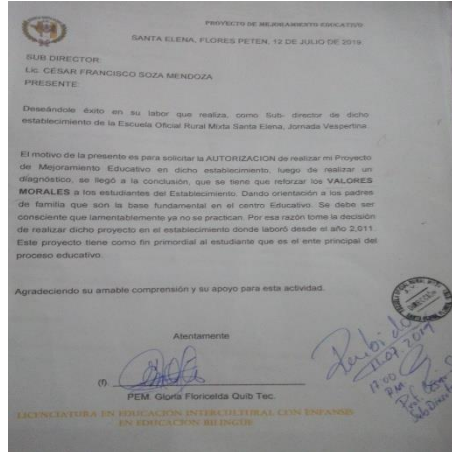 PROYECTO DE MEJORAMIENTO EDUCATIVO
SANTA ELENA, FLORES PETEN, 12 DE JULIO DE 2019
SUB DIRECTOR:
Lic. CÉSAR FRANCISCO SOZA MENDOZA
PRESENTE:
Deseándole éxito en su labor que realiza, como Sub- director de dicho
establecimiento de la Escuela Oficial Rural Mixta Santa Elena, Jornada Vespertina
El motivo de la presente es para solicitar la AUTORIZACION de realizar mi Proyecto
de Mejoramiento Educativo en dicho establecimiento, luego de realizar un
diagnóstico, se llegó a la conclusión, que se tiene que reforzar los VALORES
MORALES a los estudiantes del Establecimiento. Dando orientación a los padres
de familia que son la base fundamental en el centro Educativo. Se debe ser
consciente que lamentablemente ya no se practican. Por esa razón tome la decisión
de realizar dicho proyecto en el establecimiento donde laboró desde el año 2,011.
Este proyecto tiene como fin primordial al estudiante que es el ente principal del
proceso educativo.
Agradeciendo su amable comprensión y su apoyo para esta actividad.
Atentamente
(f).
PEM. Gloria Floricelda Quib Tec.
LICENCIATURA EN EDUCACIÓN INTERCULTURAL CON ENFANSIS
EN EDUCACION BILINGÜE
Recibido
17:00
Prof.
Sub Director